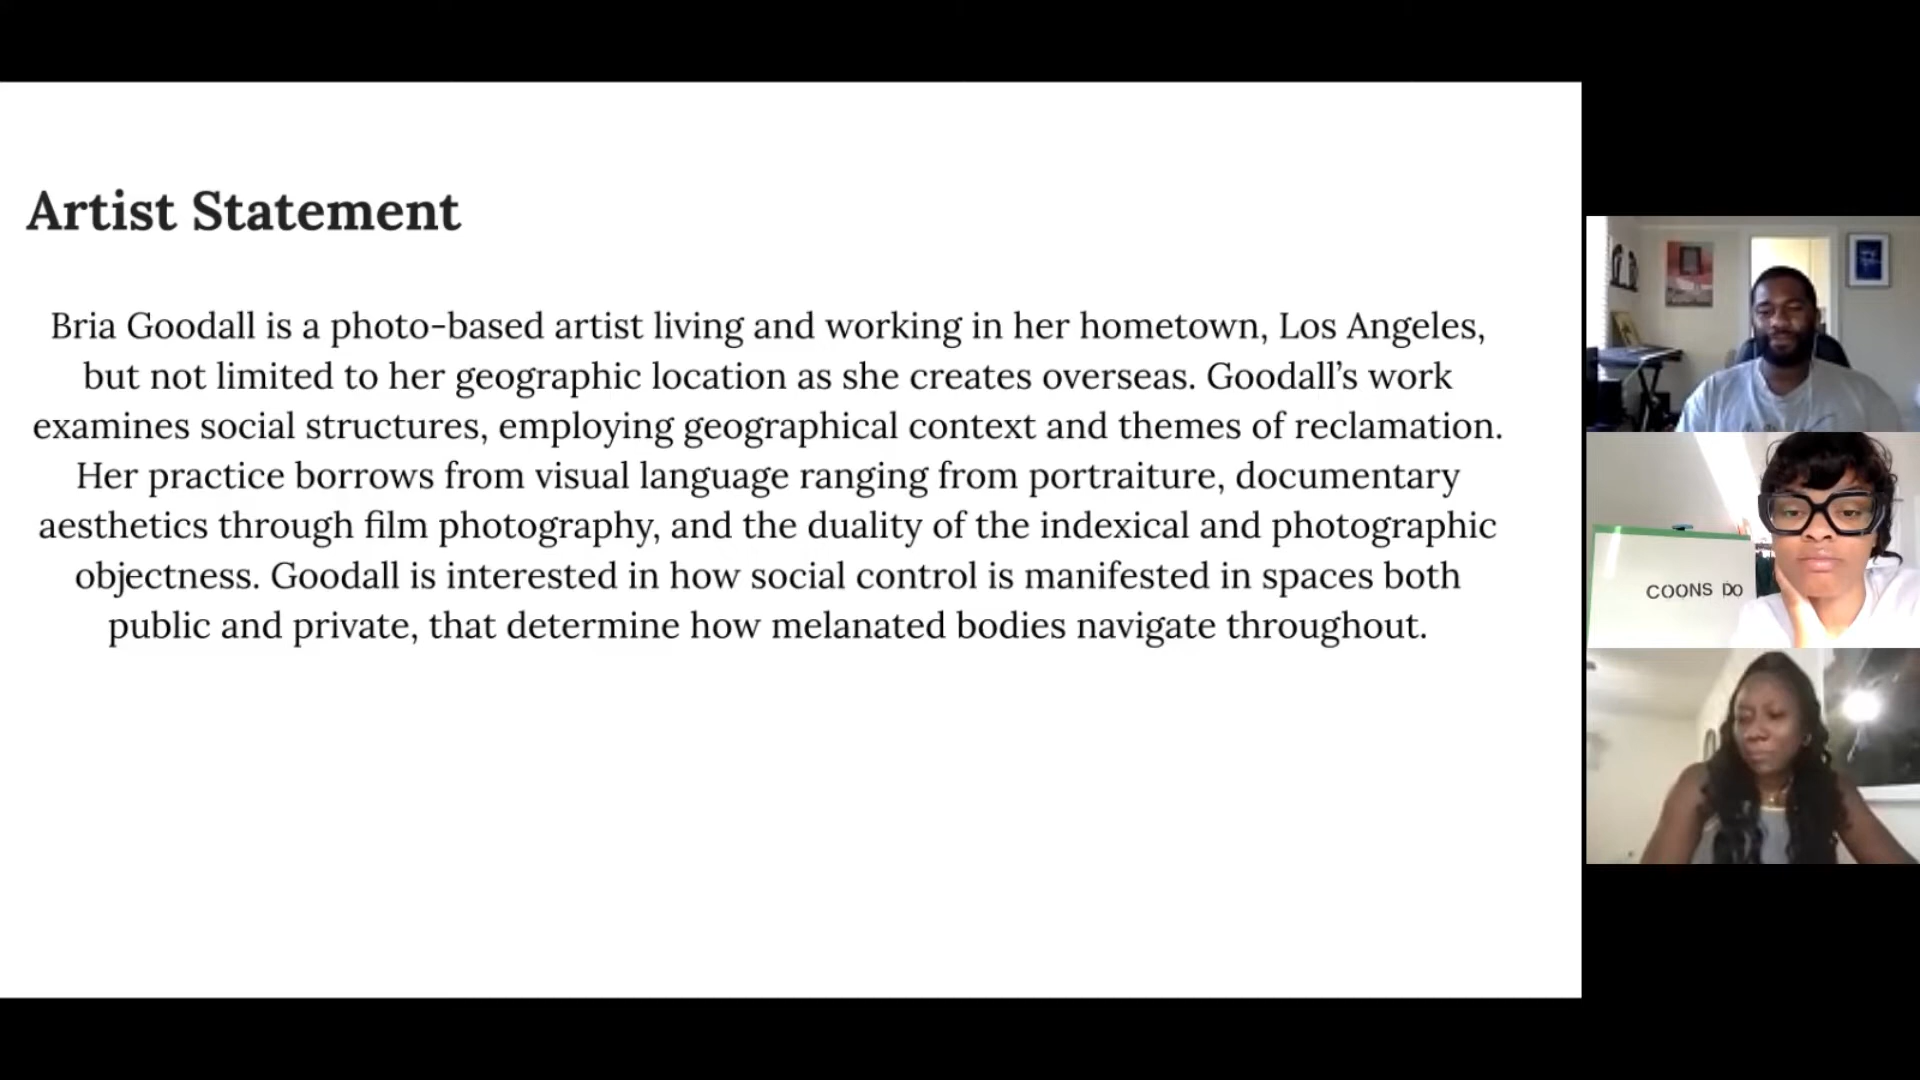 Artist Statement
Bria Goodall is a photo-based artist living and working in her hometown, Los Angeles,
but not limited to her geographic location as she creates overseas. Goodall’s work
examines social structures, employing geographical context and themes of reclamation.
Her practice borrows from visual language ranging from portraiture, documentary
aesthetics through film photography, and the duality of the indexical and photographic
objectness. Goodall is interested in how social control is manifested in spaces both
public and private, that determine how melanated bodies navigate throughout.
COONS DO